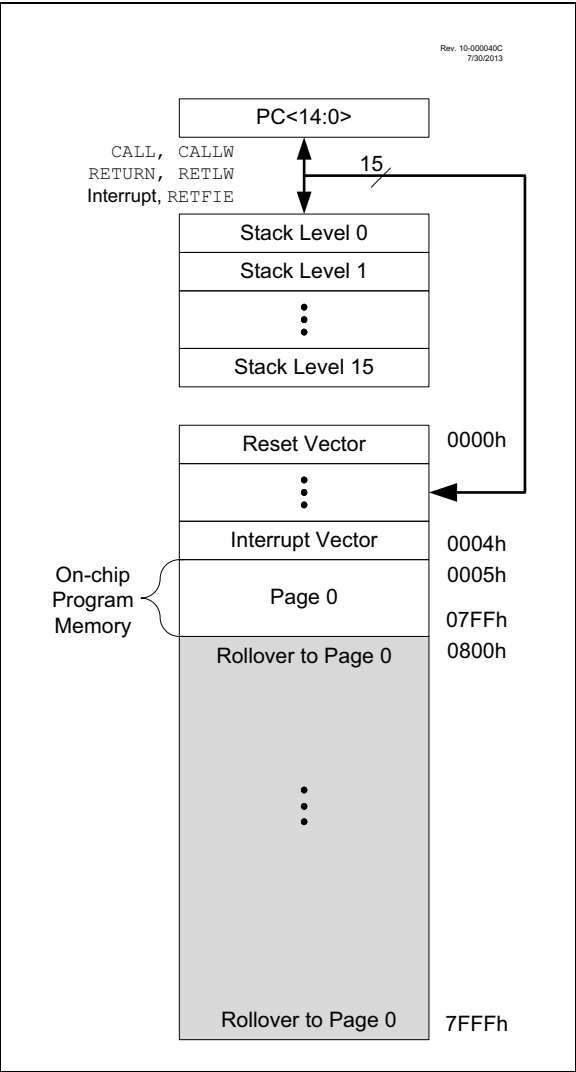 Rev. 10-000040C
7/30/2013
PC<14:0>
CALL, CALLW
RETURN, RETLW
Interrupt, RETFIE
15
Stack Level 0
Stack Level 1
Stack Level 15
Reset Vector
0000h
Interrupt Vector
0004h
On-chip
Program
Memory
Page 0
0005h
07FFh
Rollover to Page 0
0800h
Rollover to Page 0
7FFFh